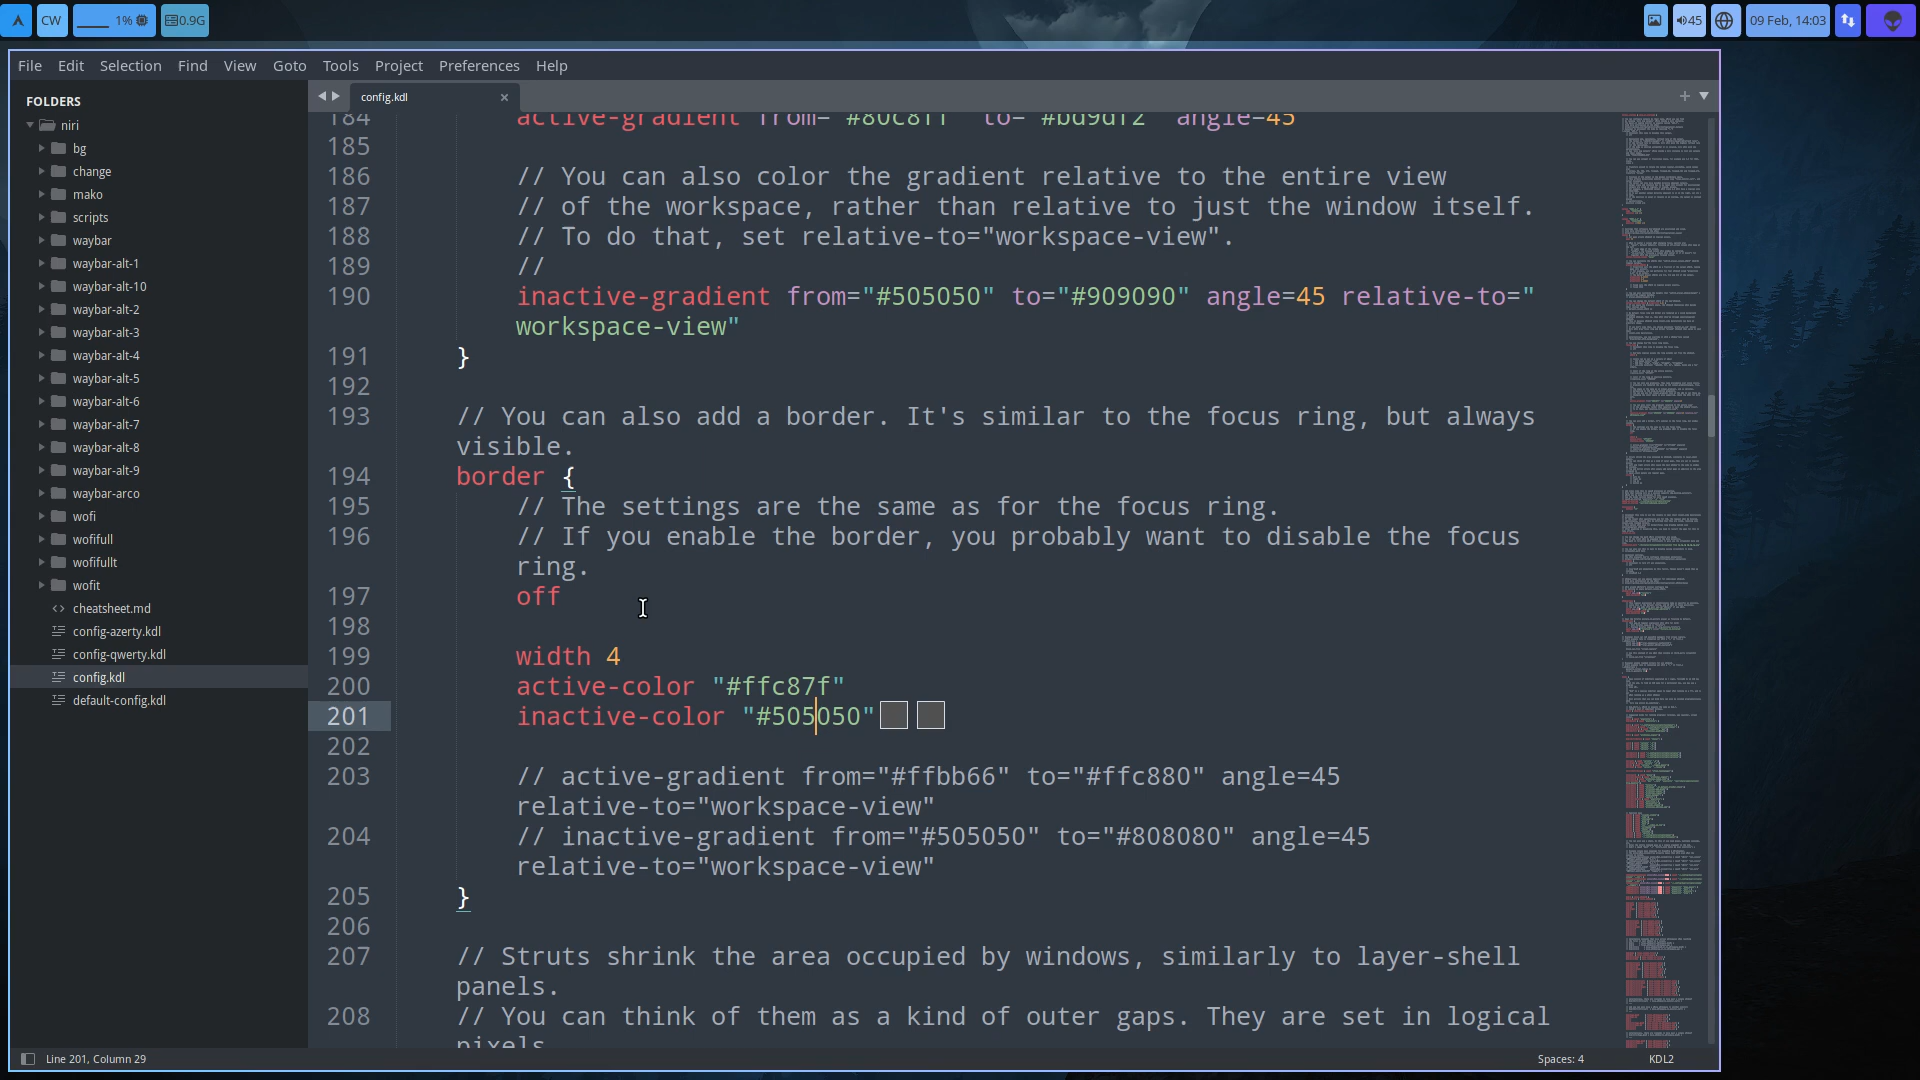 CW
1%
0.9G
45
09 Feb, 14:03
File Edit Selection Find View Goto Tools Project Preferences Help
FOLDERS
niri
bg
change
mako
scripts
waybar
waybar-alt-1
waybar-alt-10
waybar-alt-2
waybar-alt-3
waybar-alt-4
waybar-alt-5
waybar-alt-6
waybar-alt-7
waybar-alt-8
waybar-alt-9
waybar-arco
wofi
wofifull
wofifullt
wofit
cheatsheet.md
config-azerty.kdl
config-qwerty.kdl
config.kdl
default-config.kdl
config.kdl
184 active-gradient from="#80c8ff" to="#bd9df2" angle=45
185
186 // You can also color the gradient relative to the entire view
187 // of the workspace, rather than relative to just the window itself.
188 // To do that, set relative-to="workspace-view".
189 //
190 inactive-gradient from="#505050" to="#909090" angle=45 relative-to="
workspace-view"
191 }
192
193 // You can also add a border. It's similar to the focus ring, but always
visible.
194 border {
195 // The settings are the same as for the focus ring.
196 // If you enable the border, you probably want to disable the focus
ring.
197 off
198
199 width 4
200 active-color "#ffc87f"
201 inactive-color "#505050"
202
203 // active-gradient from="#ffbb66" to="#ffc880" angle=45
relative-to="workspace-view"
204 // inactive-gradient from="#505050" to="#808080" angle=45
relative-to="workspace-view"
205 }
206
207 // Struts shrink the area occupied by windows, similarly to layer-shell
panels.
208 // You can think of them as a kind of outer gaps. They are set in logical
pixels.
Line 201, Column 29
Spaces: 4
KDL2